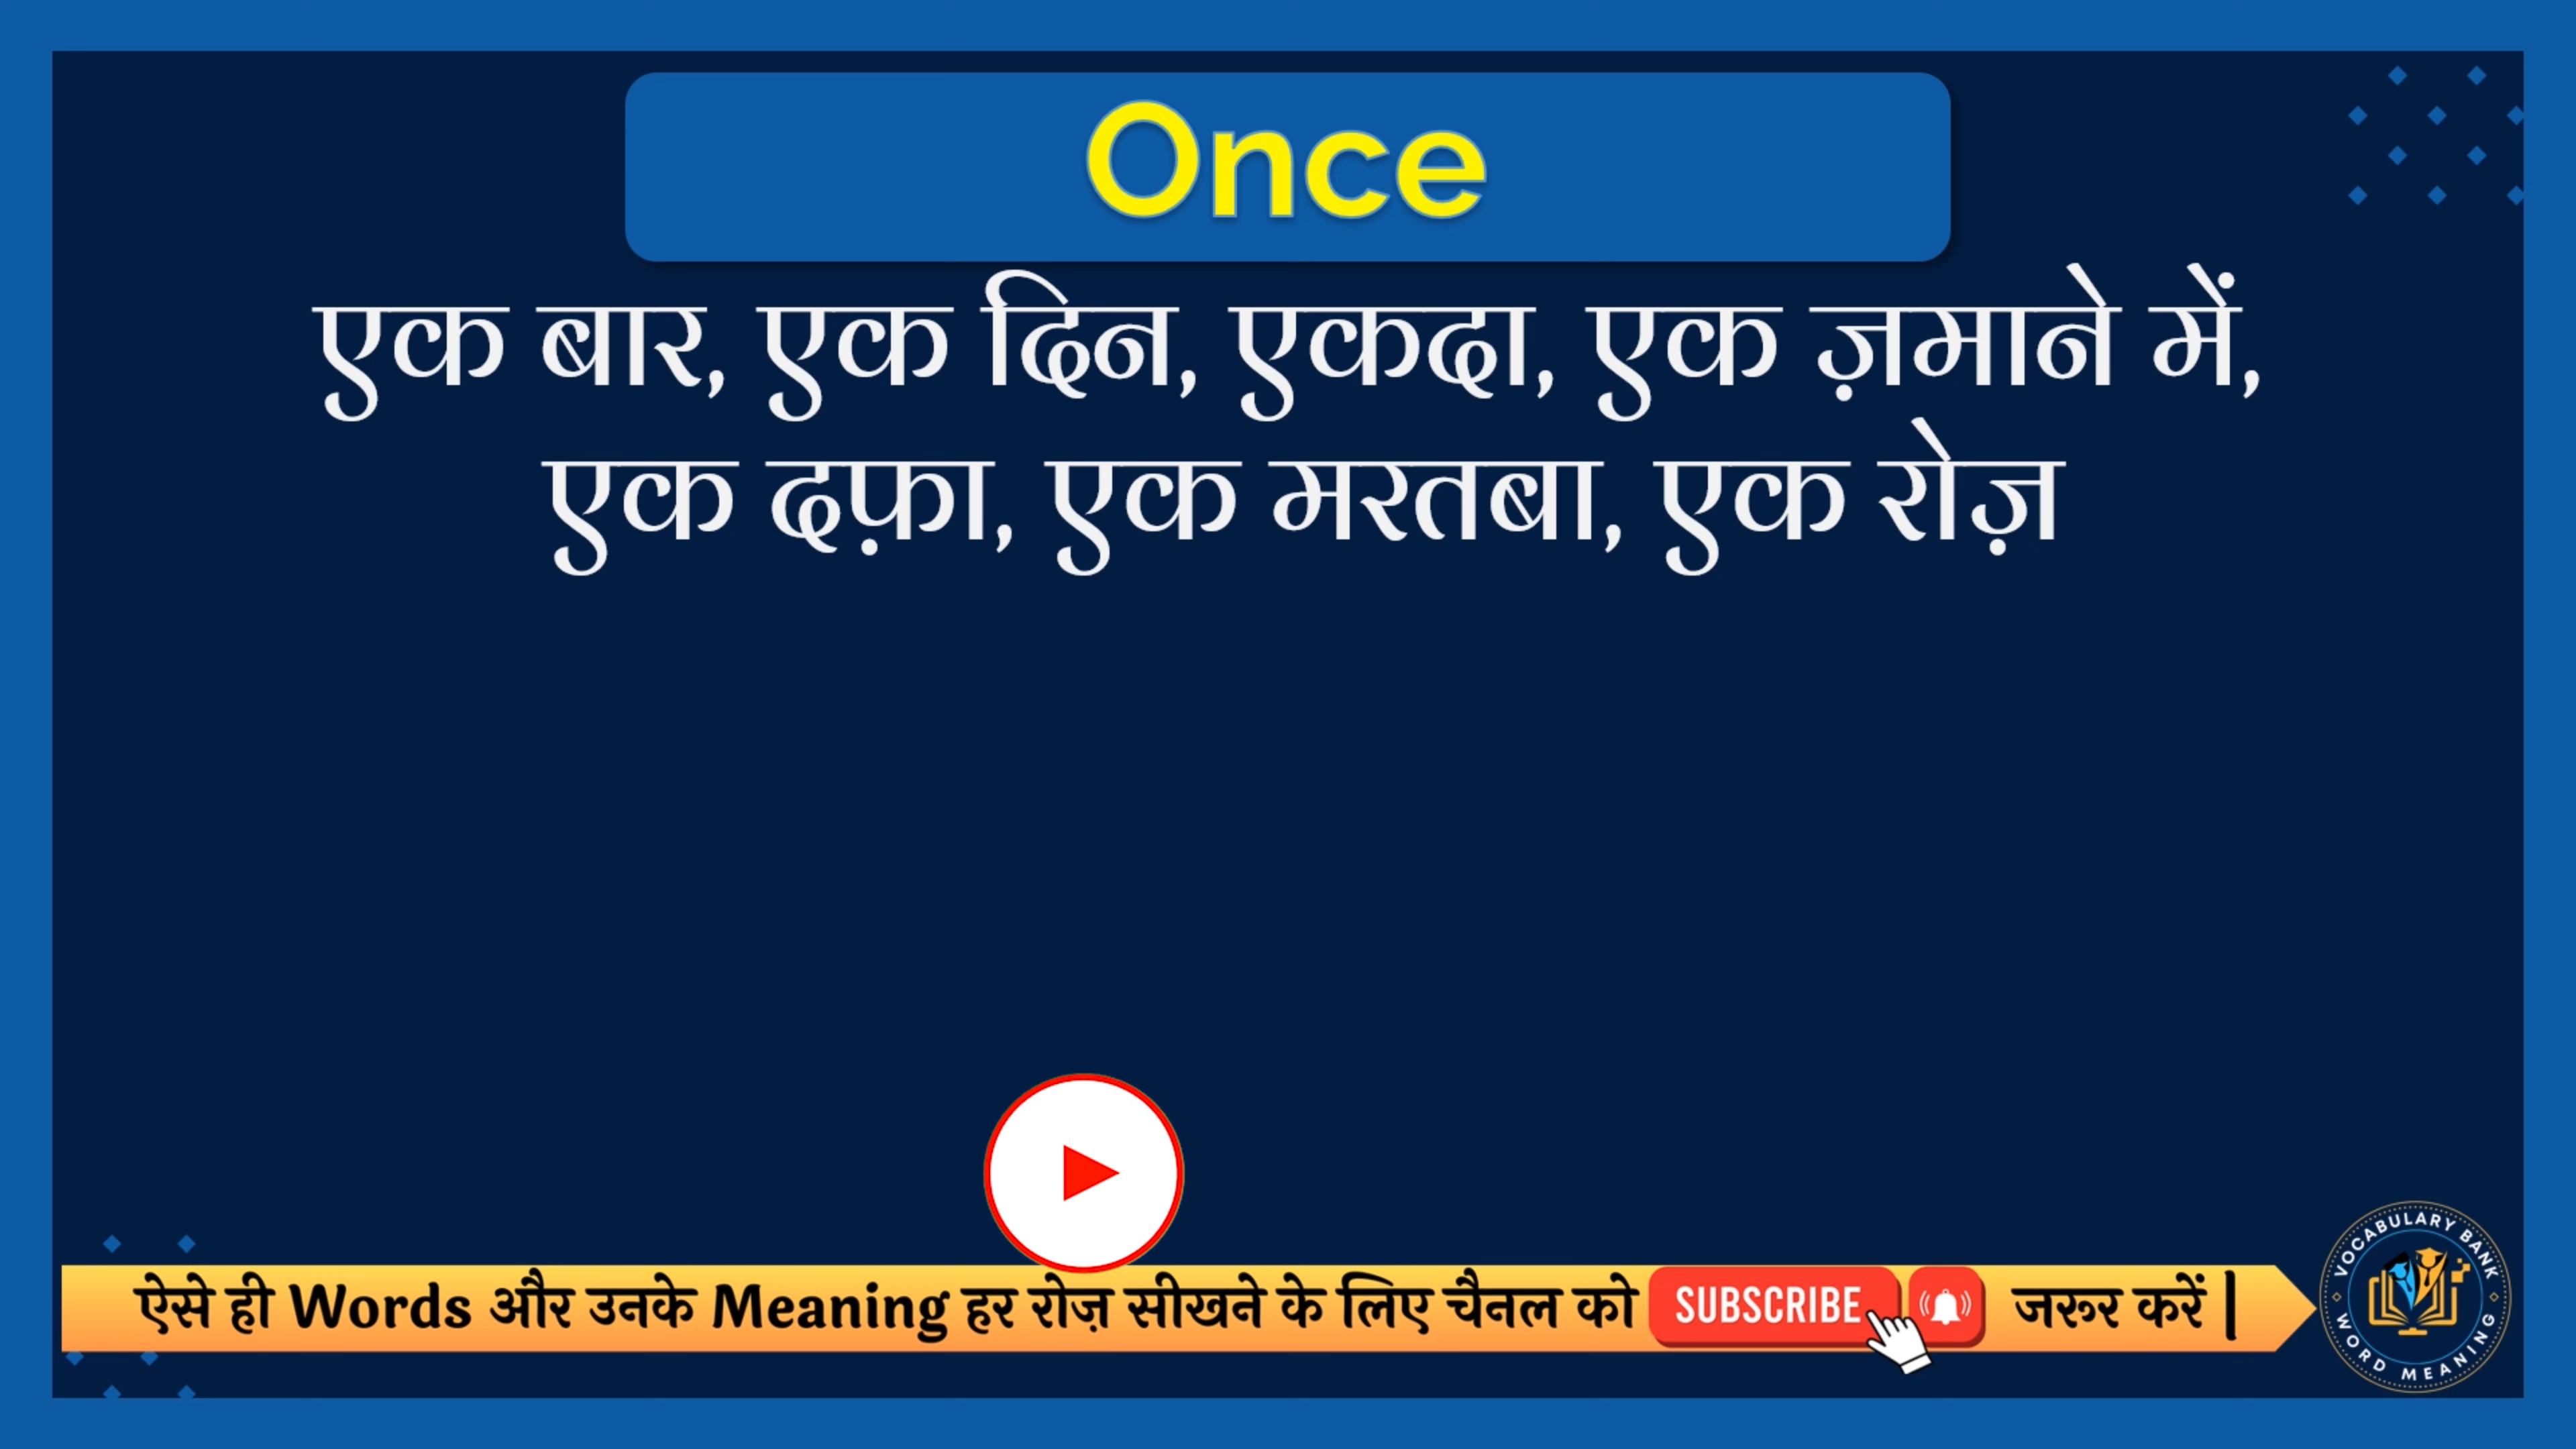 Once
एक बार, एक दिन, एकदा, एक ज़माने में,
एक दफ़ा, एक मरतबा, एक रोज़
ऐसे ही Words और उनके Meaning हर रोज़ सीखने के लिए चैनल को SUBSCRIBE जरूर करें |
VOCABULARY BANK
WORD MEANING